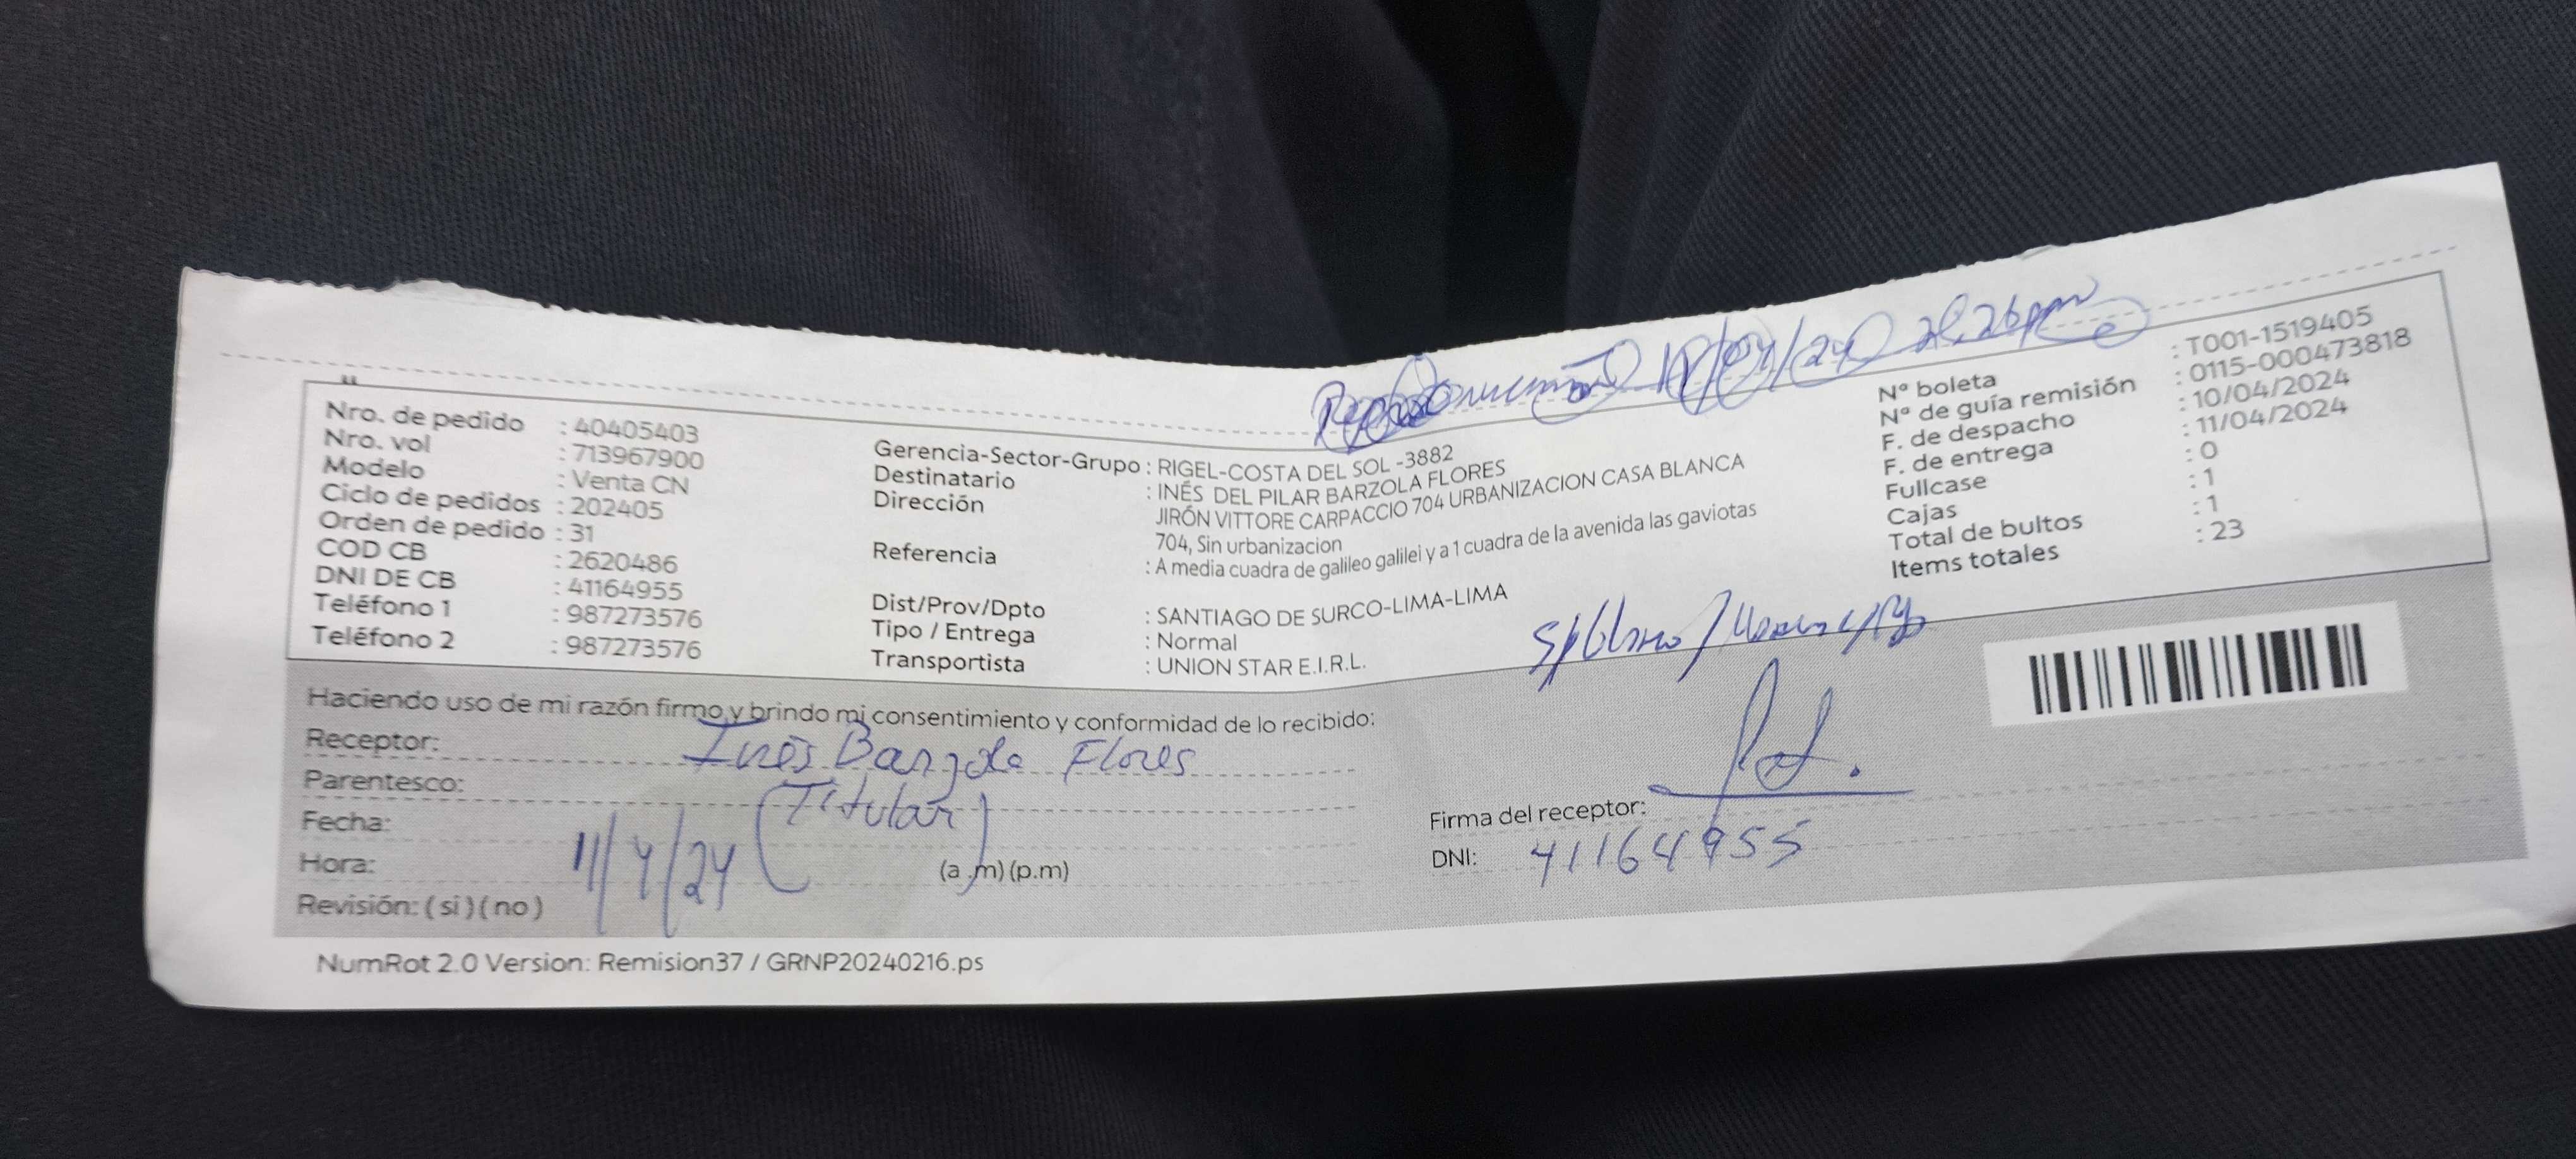 Nro. de pedido : 40405403
Nro. vol : 713967900
Modelo : Venta CN
Ciclo de pedidos : 202405
Orden de pedido : 31
COD CB : 2620486
DNI DE CB : 41164955
Teléfono 1 : 987273576
Teléfono 2 : 987273576
Gerencia-Sector-Grupo : RIGEL-COSTA DEL SOL -3882
Destinatario : INÉS DEL PILAR BARZOLA FLORES
Dirección JIRÓN VITTORE CARPACCIO 704 URBANIZACION CASA BLANCA
704, Sin urbanizacion
Referencia : A media cuadra de galileo galilei y a 1 cuadra de la avenida las gaviotas
Dist/Prov/Dpto : SANTIAGO DE SURCO-LIMA-LIMA
Tipo / Entrega : Normal
Transportista : UNION STAR E.I.R.L.
N° boleta : T001-1519405
N° de guía remisión : 0115-000473818
F. de despacho : 10/04/2024
F. de entrega : 11/04/2024
Fullcase : 0
Cajas : 1
Total de bultos : 1
Items totales : 23
Haciendo uso de mi razón firmo y brindo mi consentimiento y conformidad de lo recibido:
Receptor: Inés Barzola Flores
Parentesco: (Titular)
Fecha: 11/4/24
Hora: (a .m) (p.m)
Revisión: ( si ) ( no )
Firma del receptor:
DNI: 41164955
NumRot 2.0 Version: Remision37 / GRNP20240216.ps